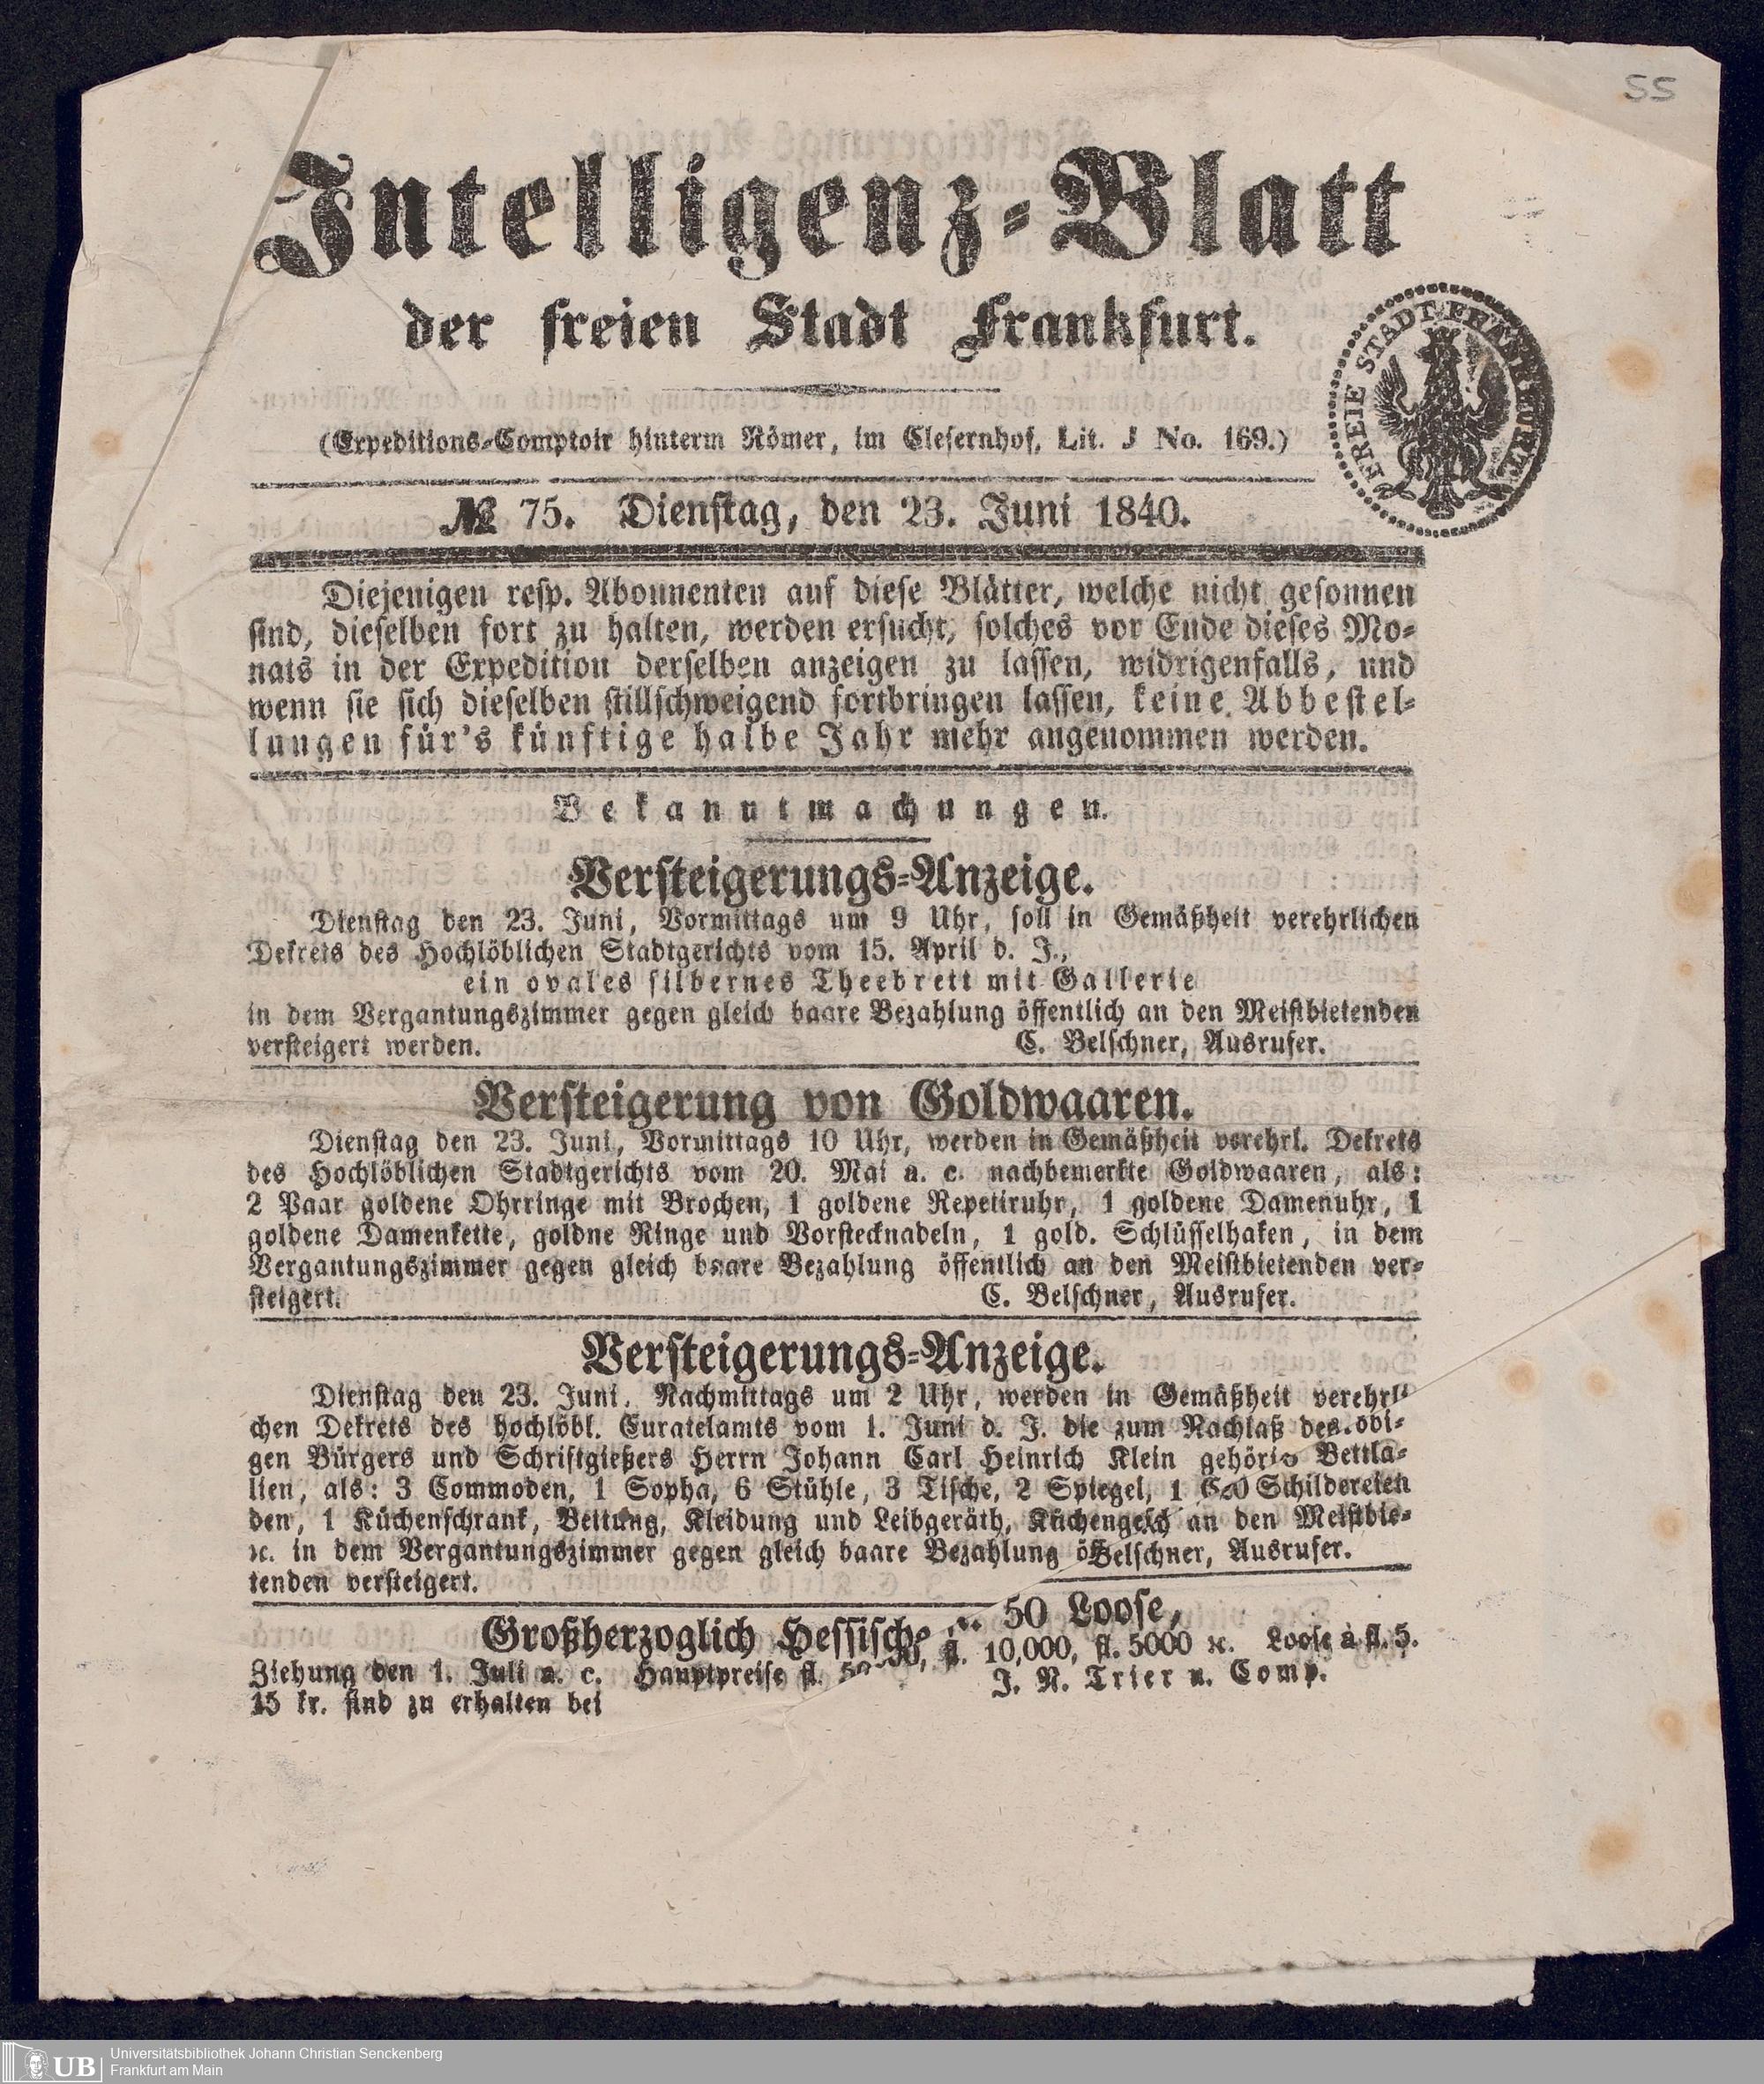 55
Intelligenz-Blatt
der freien Stadt Frankfurt.
FREIE STADT FRANKFURT
(Expeditions-Comptoir hinterm Römer, im Clesernhof, Lit. J No. 169.)
№ 75. Dienstag, den 23. Juni 1840.
Diejenigen resp. Abonnenten auf diese Blätter, welche nicht gesonnen
sind, dieselben fort zu halten, werden ersucht, solches vor Ende dieses Mo-
nats in der Expedition derselben anzeigen zu lassen, widrigenfalls, und
wenn sie sich dieselben stillschweigend fortbringen lassen, keine Abbestel-
lungen für's künftige halbe Jahr mehr angenommen werden.
Bekanntmachungen.
Versteigerungs-Anzeige.
Dienstag den 23. Juni, Vormittags um 9 Uhr, soll in Gemäßheit verehrlichen
Dekrets des Hochlöblichen Stadtgerichts vom 15. April d. J.,
ein ovales silbernes Theebrett mit Gallerie
in dem Vergantungszimmer gegen gleich baare Bezahlung öffentlich an den Meistbietenden
versteigert werden. C. Belschner, Ausrufer.
Versteigerung von Goldwaaren.
Dienstag den 23. Juni, Vormittags 10 Uhr, werden in Gemäßheit verehrl. Dekrets
des Hochlöblichen Stadtgerichts vom 20. Mai a. c. nachbemerkte Goldwaaren, als:
2 Paar goldene Ohrringe mit Brochen, 1 goldene Repetiruhr, 1 goldene Damenuhr, 1
goldene Damenkette, goldne Ringe und Vorstecknadeln, 1 gold. Schlüsselhaken, in dem
Vergantungszimmer gegen gleich baare Bezahlung öffentlich an den Meistbietenden ver-
steigert. C. Belschner, Ausrufer.
Versteigerungs-Anzeige.
Dienstag den 23. Juni, Nachmittags um 2 Uhr, werden in Gemäßheit verehrli
chen Dekrets des hochlöbl. Curatelamts vom 1. Juni d. J. die zum Nachlaß des
gen Bürgers und Schriftgießers Herrn Johann Carl Heinrich Klein Bettla-
lien, als: 3 Commoden, 1 Sopha, 6 Stühle, 3 Tische, 2 Spiegel, 1 Schildereien
den, 1 Küchenschrank, Bettung, Kleidung und Leibgeräth, an den Meistbie-
ꝛc. in dem Vergantungszimmer gegen gleich baare Bezahlung Belschner, Ausrufer.
tenden versteigert.
Großherzoglich Hessische 50 Loose,
Ziehung den 1. Juli a. c. Hauptpreise fl. fl. 10,000, fl. 5000 ꝛc. Loose à fl. 5.
15 kr. sind zu erhalten bei J. N. Trier u. Comp.
UB
Universitätsbibliothek Johann Christian Senckenberg
Frankfurt am Main